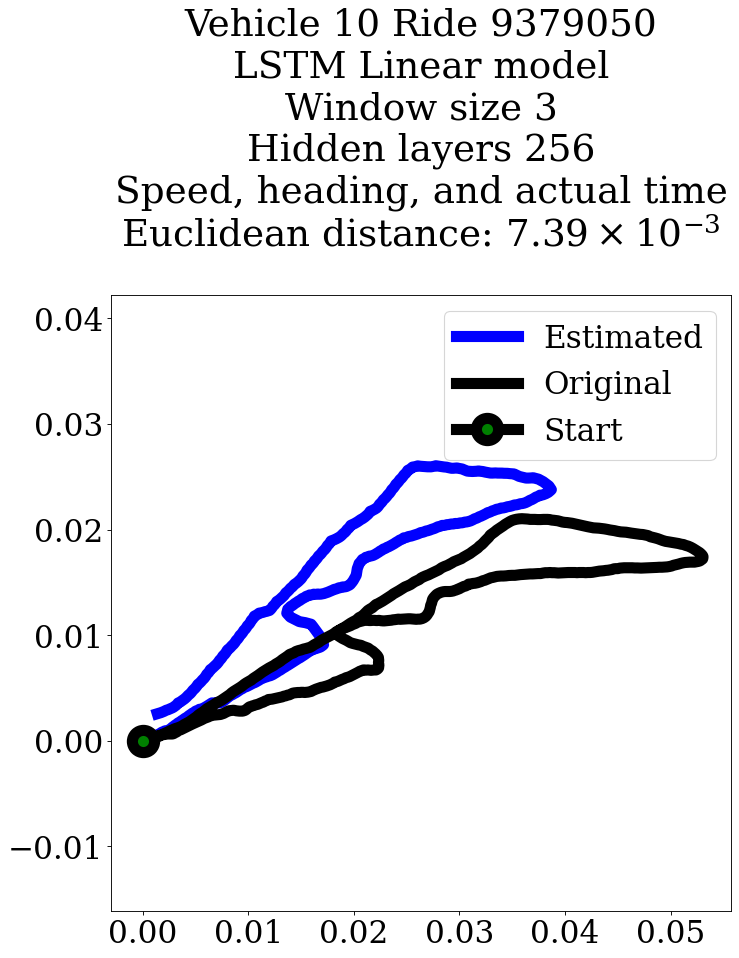 Vehicle 10 Ride 9379050
LSTM Linear model
Window size 3
Hidden layers 256
Speed, heading, and actual time
Euclidean distance: 7.39 × 10⁻³
Estimated
Original
Start
0.04
0.03
0.02
0.01
0.00
−0.01
0.00 0.01 0.02 0.03 0.04 0.05